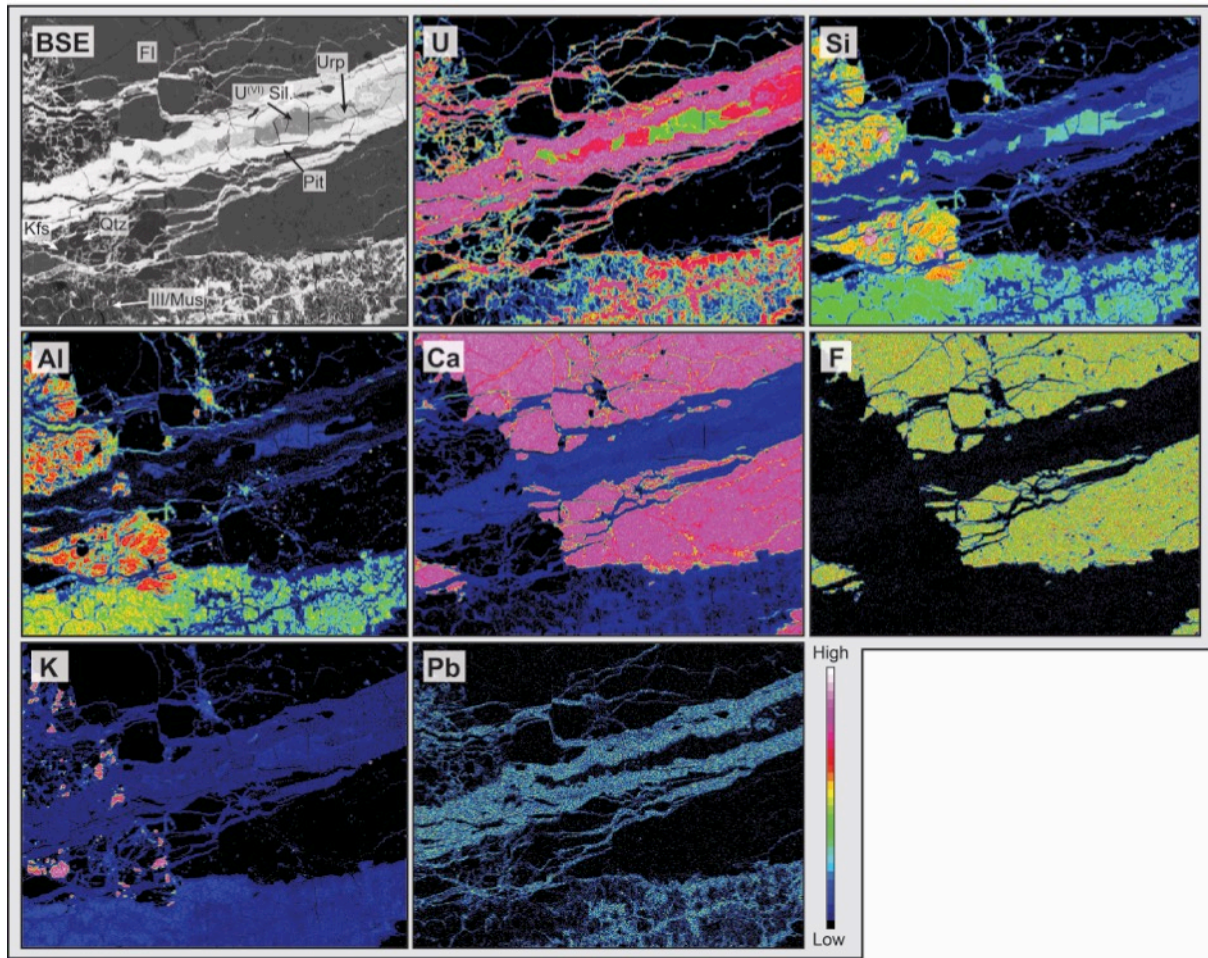 BSE
Fl
Urp
U(VI) Sil.
Pit
Kfs
Qtz
Ill/Mus
U
Si
Al
Ca
F
K
Pb
High
Low